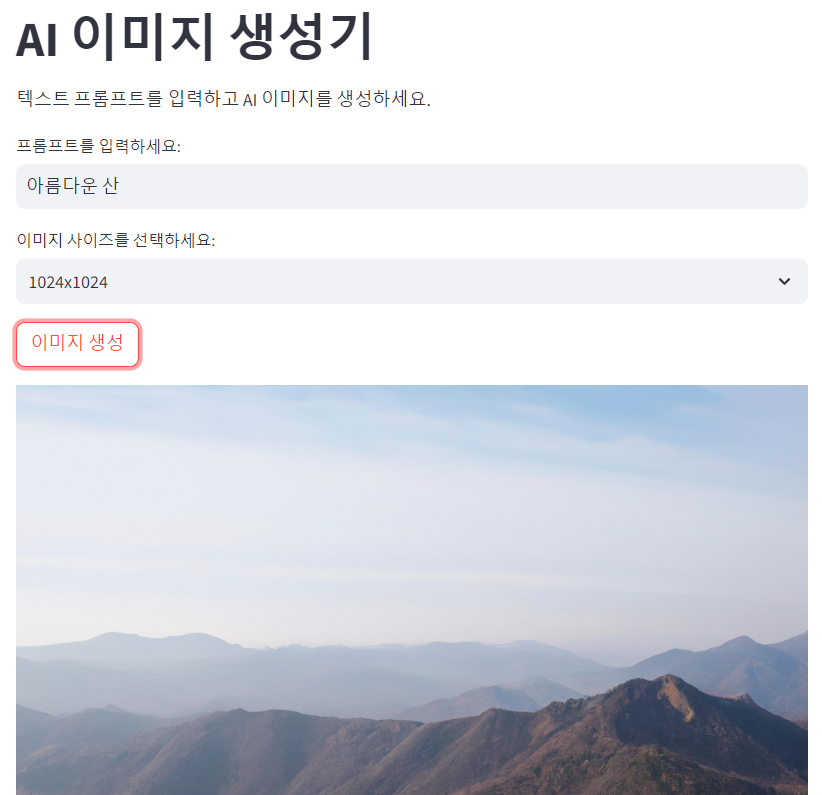 AI 이미지 생성기
텍스트 프롬프트를 입력하고 AI 이미지를 생성하세요.
프롬프트를 입력하세요:
아름다운 산
이미지 사이즈를 선택하세요:
1024x1024
이미지 생성